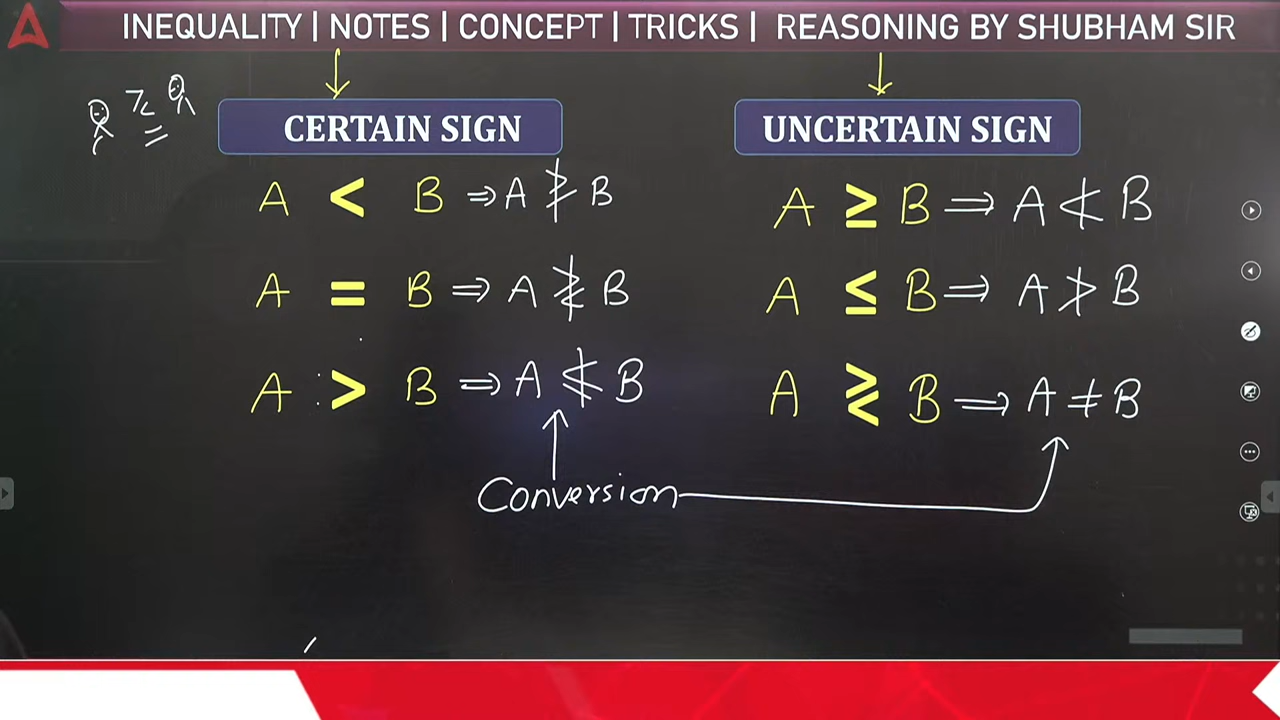 INEQUALITY | NOTES | CONCEPT | TRICKS | REASONING BY SHUBHAM SIR
CERTAIN SIGN
A < B ⇒ A ≱ B
A = B ⇒ A ≹ B
A > B ⇒ A ≰ B
UNCERTAIN SIGN
A ≥ B ⇒ A ≮ B
A ≤ B ⇒ A ≯ B
A ≷ B ⇒ A ≠ B
Conversion